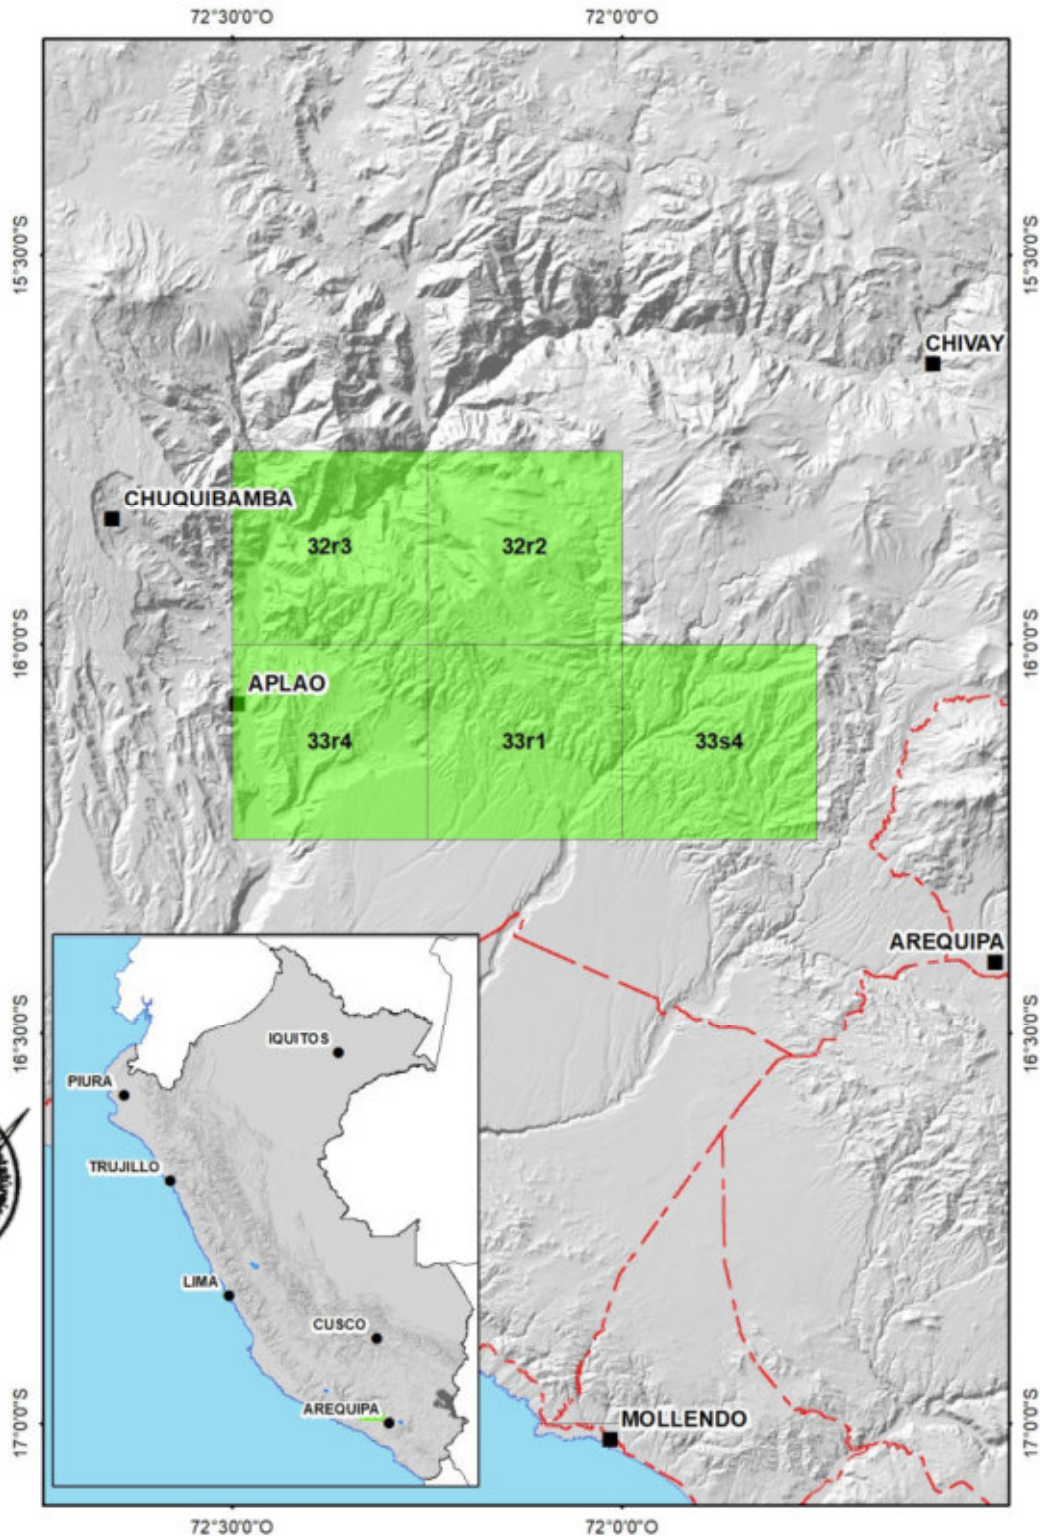 72°30'0"O
72°0'0"O
15°30'0"S
15°30'0"S
CHIVAY
CHUQUIBAMBA
32r3
32r2
16°0'0"S
16°0'0"S
APLAO
33r4
33r1
33s4
AREQUIPA
16°30'0"S
16°30'0"S
IQUITOS
PIURA
TRUJILLO
LIMA
CUSCO
AREQUIPA
MOLLENDO
17°0'0"S
17°0'0"S
72°30'0"O
72°0'0"O